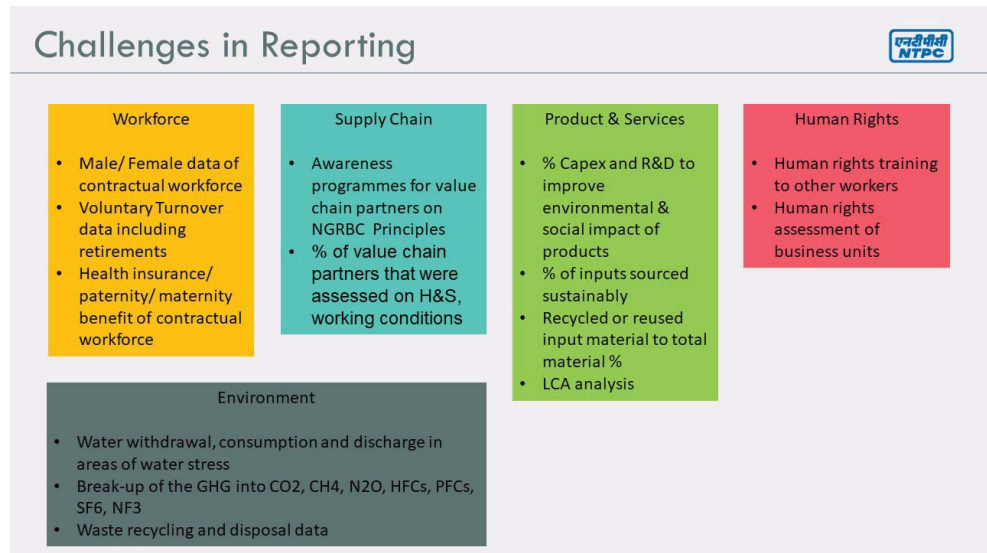 Challenges in Reporting
एनटीपीसी
NTPC
Workforce
• Male/ Female data of
contractual workforce
• Voluntary Turnover
data including
retirements
• Health insurance/
paternity/ maternity
benefit of contractual
workforce
Supply Chain
• Awareness
programmes for value
chain partners on
NGRBC Principles
• % of value chain
partners that were
assessed on H&S,
working conditions
Product & Services
• % Capex and R&D to
improve
environmental &
social impact of
products
• % of inputs sourced
sustainably
• Recycled or reused
input material to total
material %
• LCA analysis
Human Rights
• Human rights training
to other workers
• Human rights
assessment of
business units
Environment
• Water withdrawal, consumption and discharge in
areas of water stress
• Break-up of the GHG into CO2, CH4, N2O, HFCs, PFCs,
SF6, NF3
• Waste recycling and disposal data